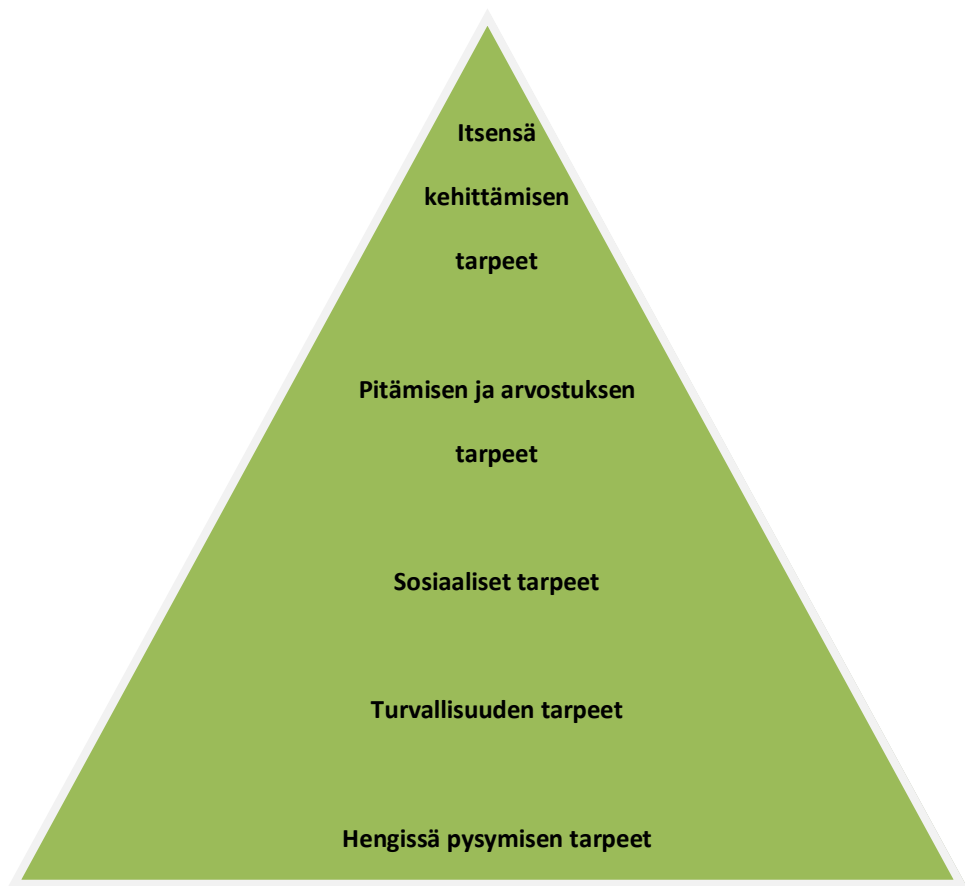 Itsensä
kehittämisen
tarpeet
Pitämisen ja arvostuksen
tarpeet
Sosiaaliset tarpeet
Turvallisuuden tarpeet
Hengissä pysymisen tarpeet